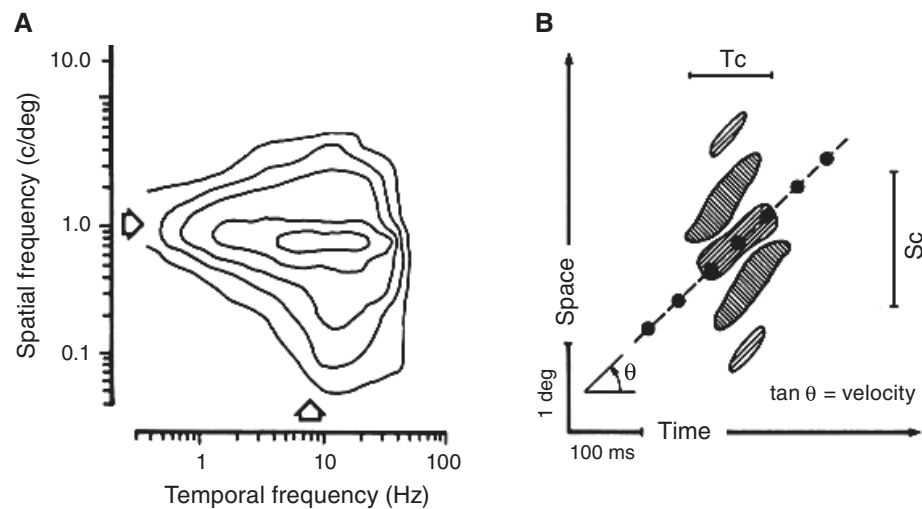 A
Spatial frequency (c/deg)
10.0
1.0
0.1
1
10
100
Temporal frequency (Hz)
B
Tc
Sc
Space
1 deg
θ
tan θ = velocity
100 ms
Time